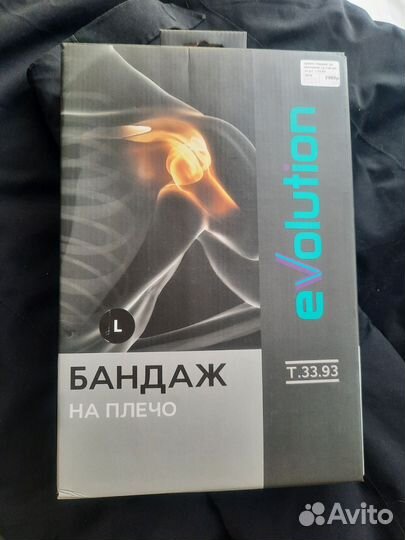 evolution
L
БАНДАЖ
НА ПЛЕЧО
Т.33.93
Avito